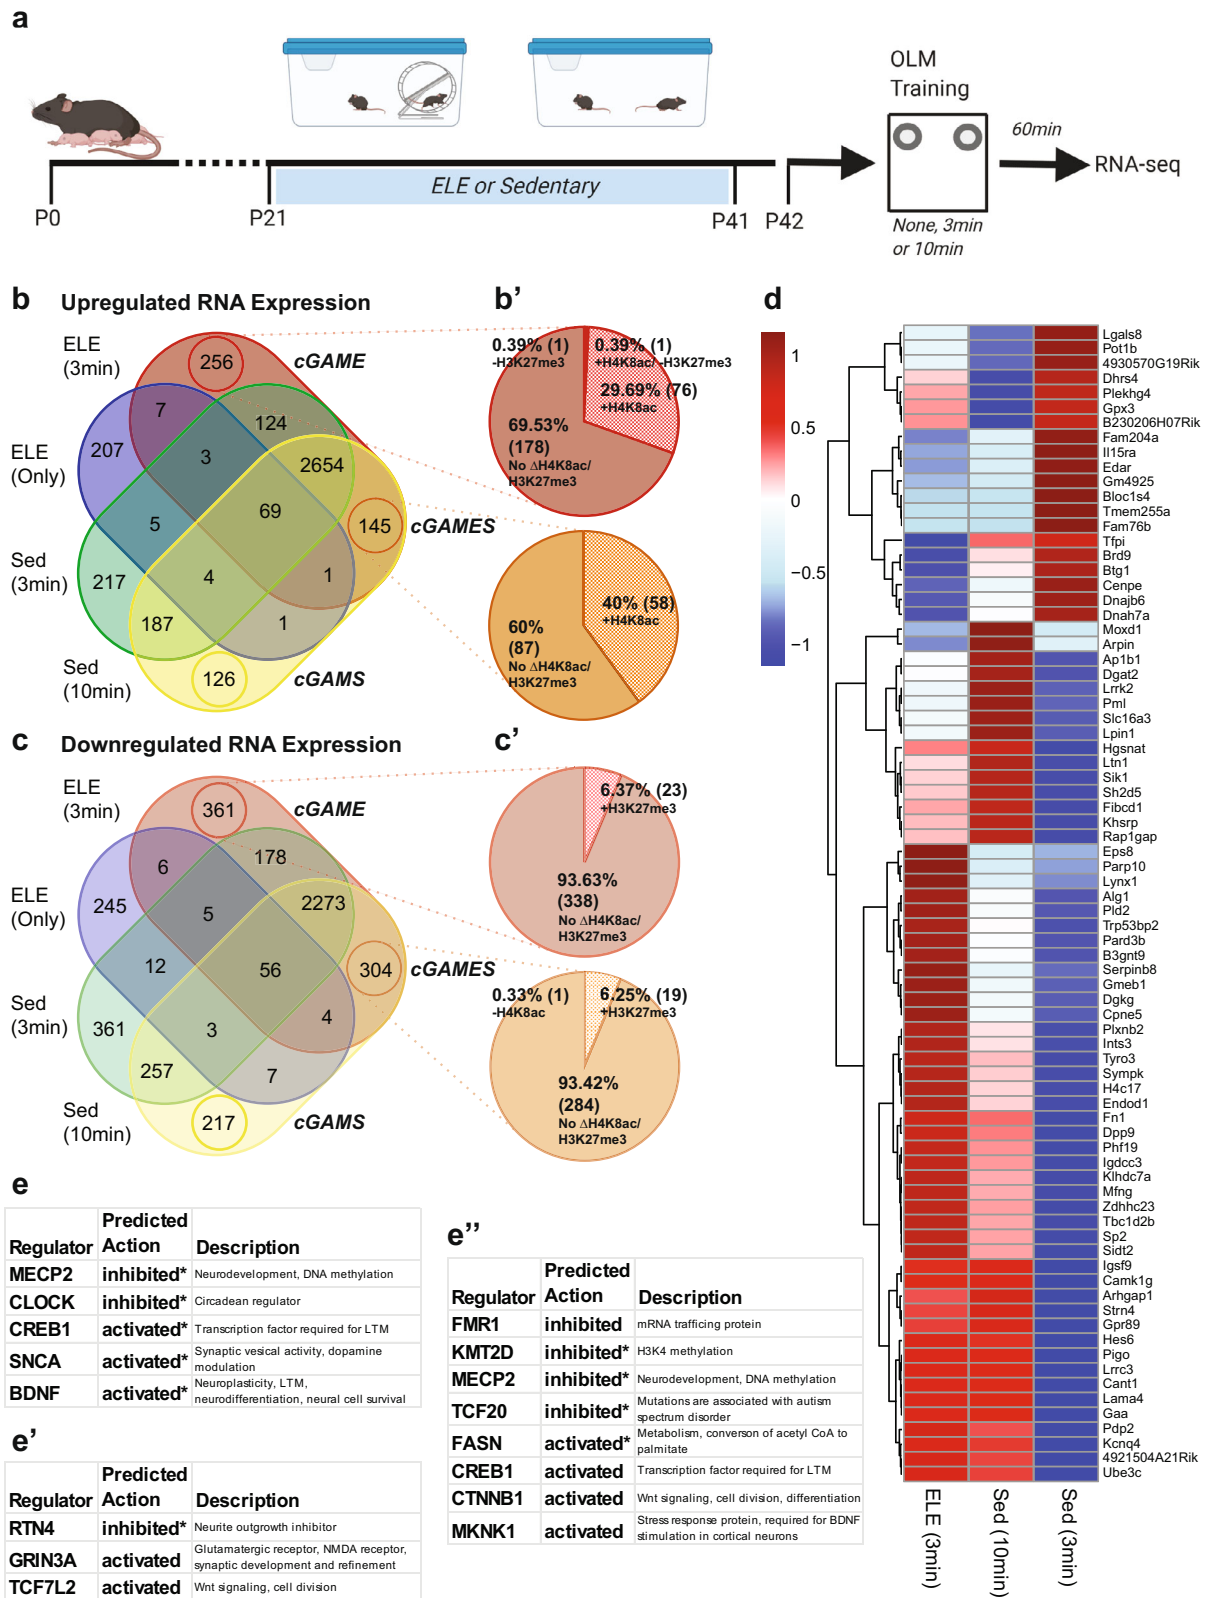 a
OLM
Training
60min
RNA-seq
ELE or Sedentary
P0
P21
P41
P42
None, 3min
or 10min
b
Upregulated RNA Expression
ELE
(3min)
256
cGAME
7
124
ELE
(Only)
207
3
2654
5
69
145
cGAMES
Sed
(3min)
217
4
1
187
1
Sed
(10min)
126
cGAMS
b’
0.39% (1)
-H3K27me3
0.39% (1)
+H4K8ac/-H3K27me3
29.69% (76)
+H4K8ac
69.53%
(178)
No ΔH4K8ac/
H3K27me3
40% (58)
+H4K8ac
60%
(87)
No ΔH4K8ac/
H3K27me3
c
Downregulated RNA Expression
ELE
(3min)
361
cGAME
6
178
ELE
(Only)
245
5
2273
12
56
304
cGAMES
Sed
(3min)
361
3
4
257
7
Sed
(10min)
217
cGAMS
c’
6.37% (23)
+H3K27me3
93.63%
(338)
No ΔH4K8ac/
H3K27me3
0.33% (1)
-H4K8ac
6.25% (19)
+H3K27me3
93.42%
(284)
No ΔH4K8ac/
H3K27me3
d
1
0.5
0
−0.5
−1
Lgals8
Pot1b
4930570G19Rik
Dhrs4
Plekhg4
Gpx3
B230206H07Rik
Fam204a
Il15ra
Edar
Gm4925
Bloc1s4
Tmem255a
Fam76b
Tfpi
Brd9
Btg1
Cenpe
Dnajb6
Dnah7a
Moxd1
Arpin
Ap1b1
Dgat2
Lrrk2
Pml
Slc16a3
Lpin1
Hgsnat
Ltn1
Sik1
Sh2d5
Fibcd1
Khsrp
Rap1gap
Eps8
Parp10
Lynx1
Alg1
Pld2
Trp53bp2
Pard3b
B3gnt9
Serpinb8
Gmeb1
Dgkg
Cpne5
Plxnb2
Ints3
Tyro3
Sympk
H4c17
Endod1
Fn1
Dpp9
Phf19
Igdcc3
Klhdc7a
Mfng
Zdhhc23
Tbc1d2b
Sp2
Sidt2
Igsf9
Camk1g
Arhgap1
Strn4
Gpr89
Hes6
Pigo
Lrrc3
Cant1
Lama4
Gaa
Pdp2
Kcnq4
4921504A21Rik
Ube3c
ELE (3min)
Sed (10min)
Sed (3min)
e
Regulator Predicted Action Description
MECP2 inhibited* Neurodevelopment, DNA methylation
CLOCK inhibited* Circadean regulator
CREB1 activated* Transcription factor required for LTM
SNCA activated* Synaptic vesical activity, dopamine modulation
BDNF activated* Neuroplasticity, LTM, neurodifferentiation, neural cell survival
e’
Regulator Predicted Action Description
RTN4 inhibited* Neurite outgrowth inhibitor
GRIN3A activated Glutamatergic receptor, NMDA receptor, synaptic development and refinement
TCF7L2 activated Wnt signaling, cell division
e’’
Regulator Predicted Action Description
FMR1 inhibited mRNA trafficing protein
KMT2D inhibited* H3K4 methylation
MECP2 inhibited* Neurodevelopment, DNA methylation
TCF20 inhibited* Mutations are associated with autism spectrum disorder
FASN activated* Metabolism, converson of acetyl CoA to palmitate
CREB1 activated Transcription factor required for LTM
CTNNB1 activated Wnt signaling, cell division, differentiation
MKNK1 activated Stress response protein, required for BDNF stimulation in cortical neurons